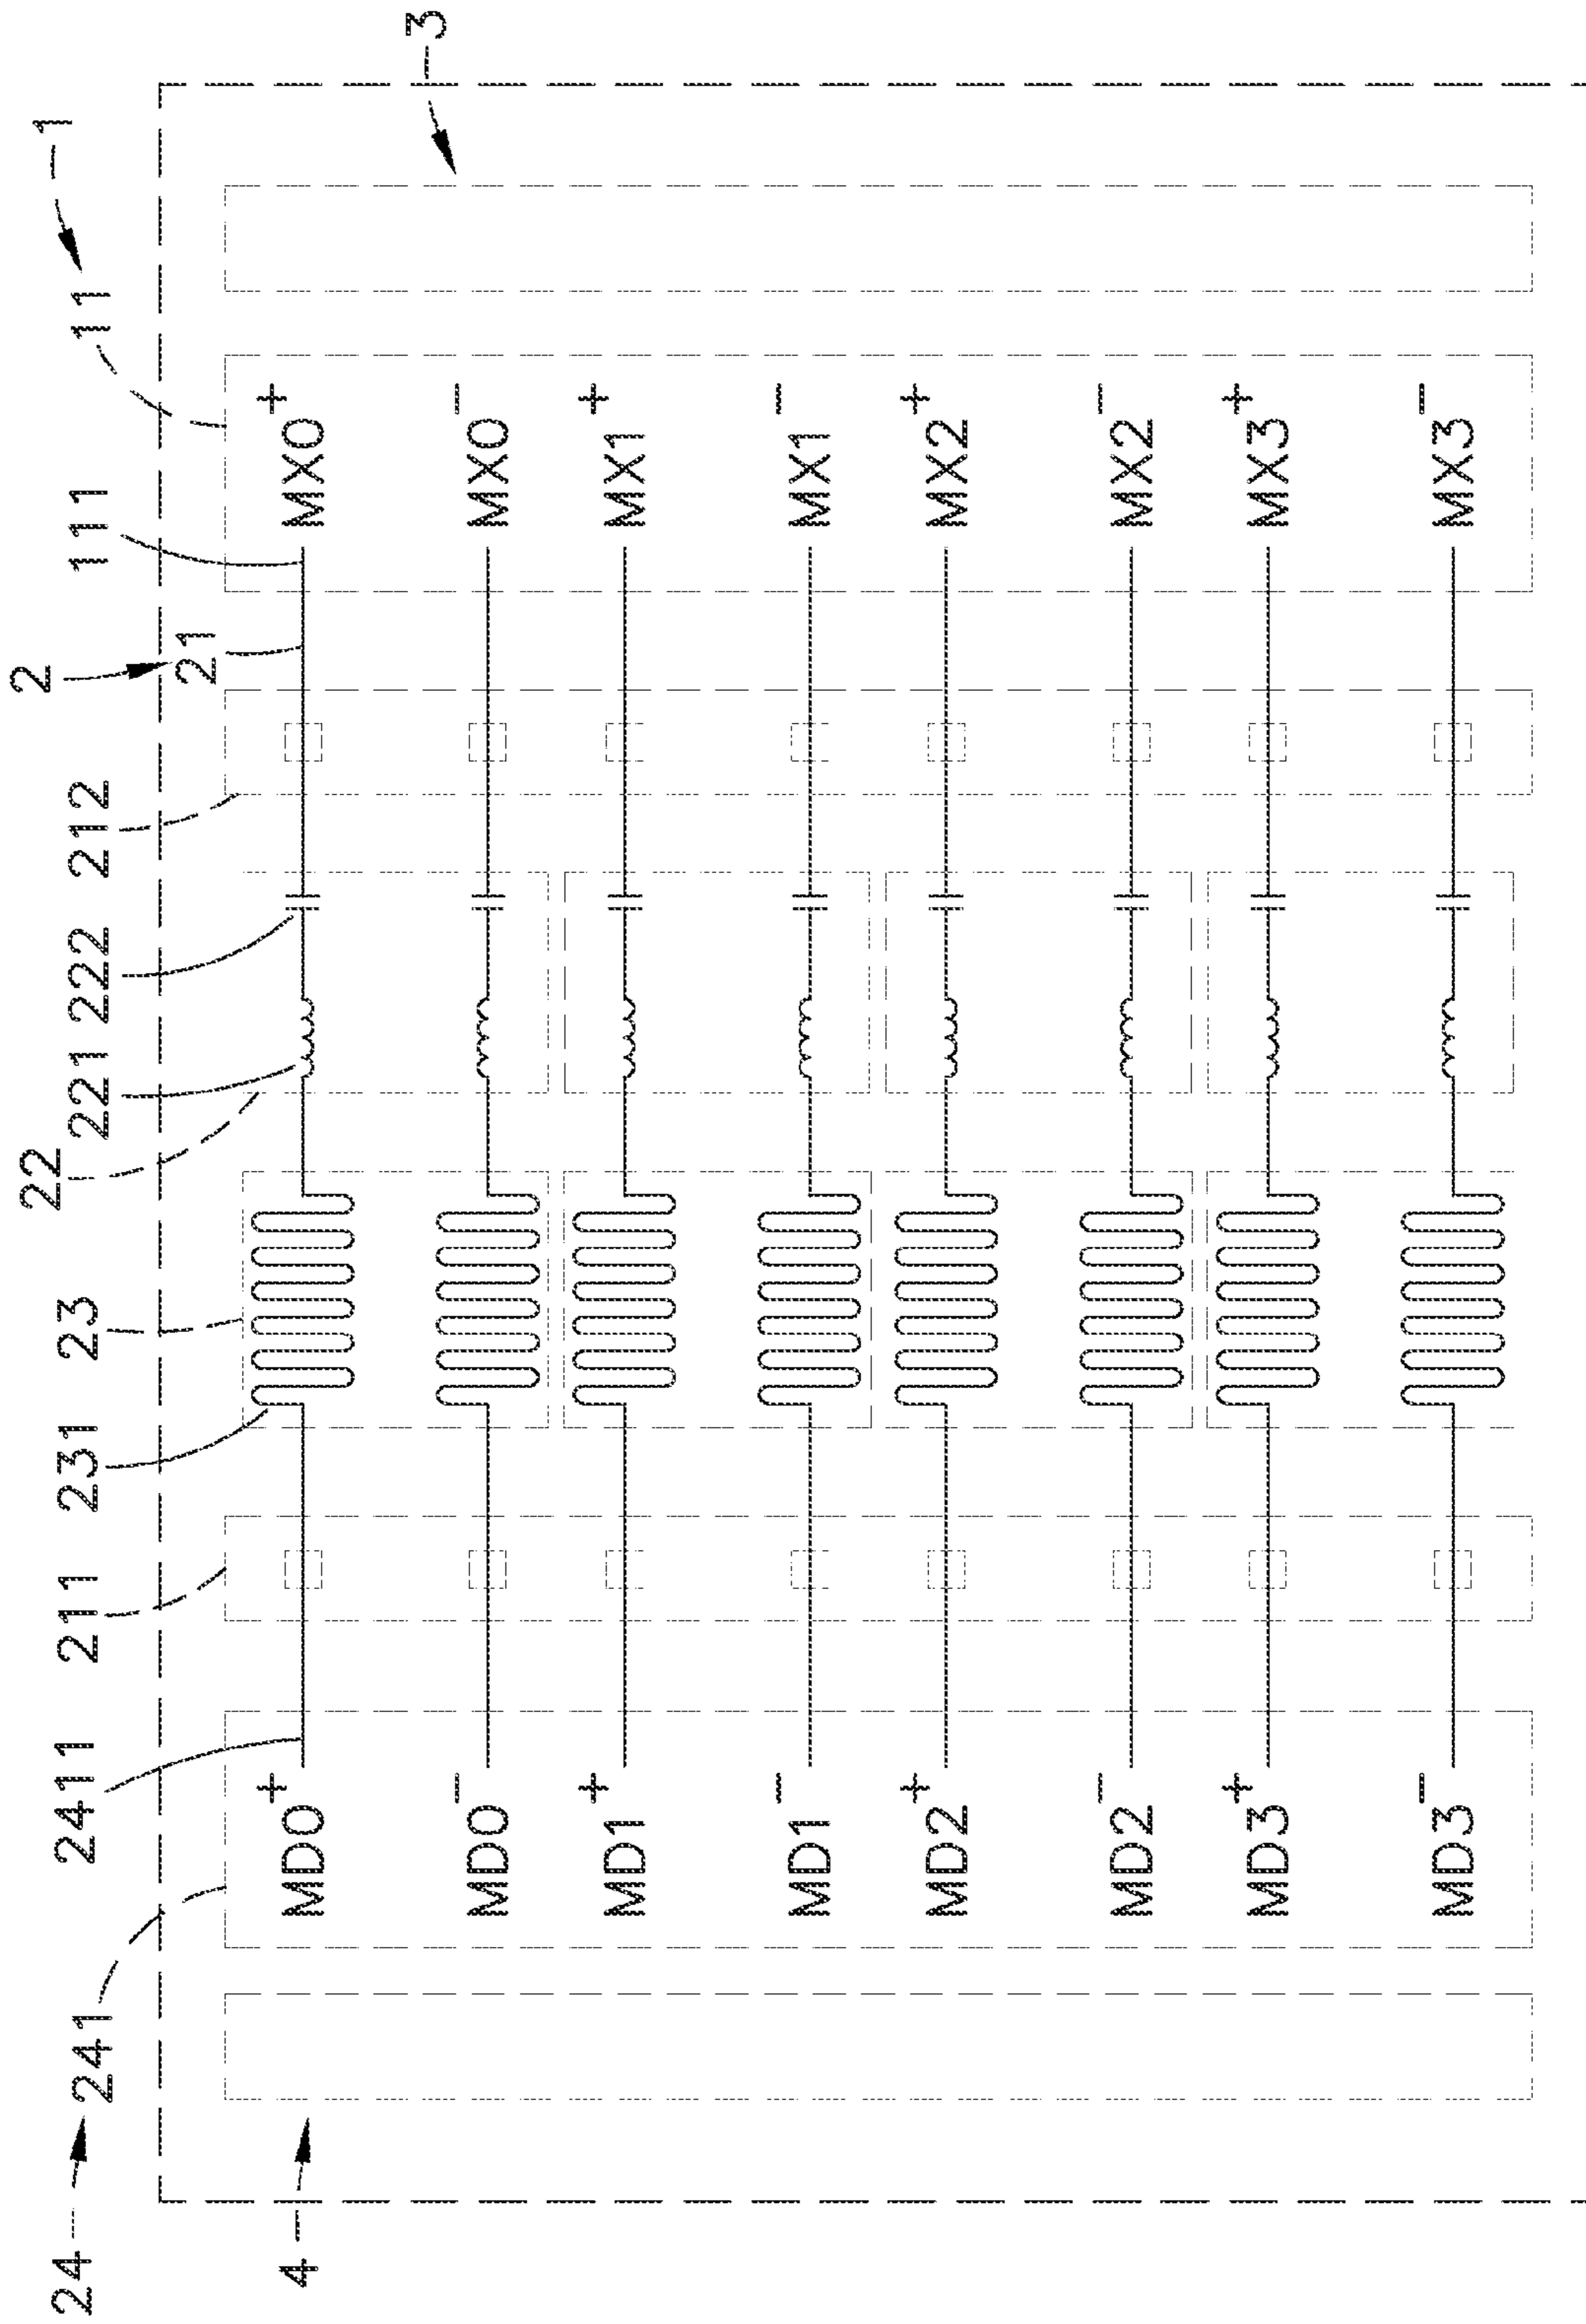 24
241
2411
211
231
23
22
221
222
212
2
21
111
11
1
3
4
MD0+
MX0+
MD0−
MX0−
MD1+
MX1+
MD1−
MX1−
MD2+
MX2+
MD2−
MX2−
MD3+
MX3+
MD3−
MX3−